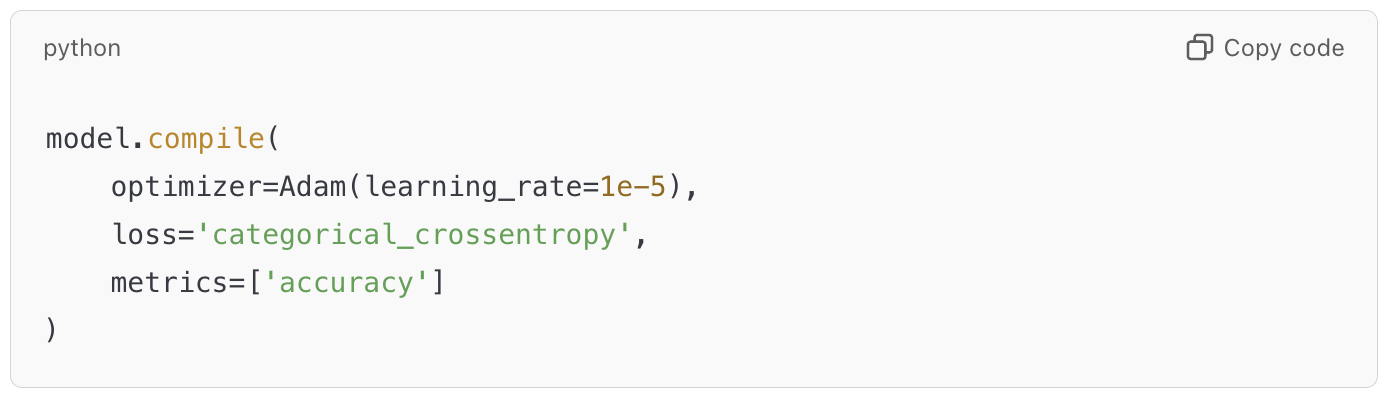 python
Copy code
model.compile(
    optimizer=Adam(learning_rate=1e-5),
    loss='categorical_crossentropy',
    metrics=['accuracy']
)